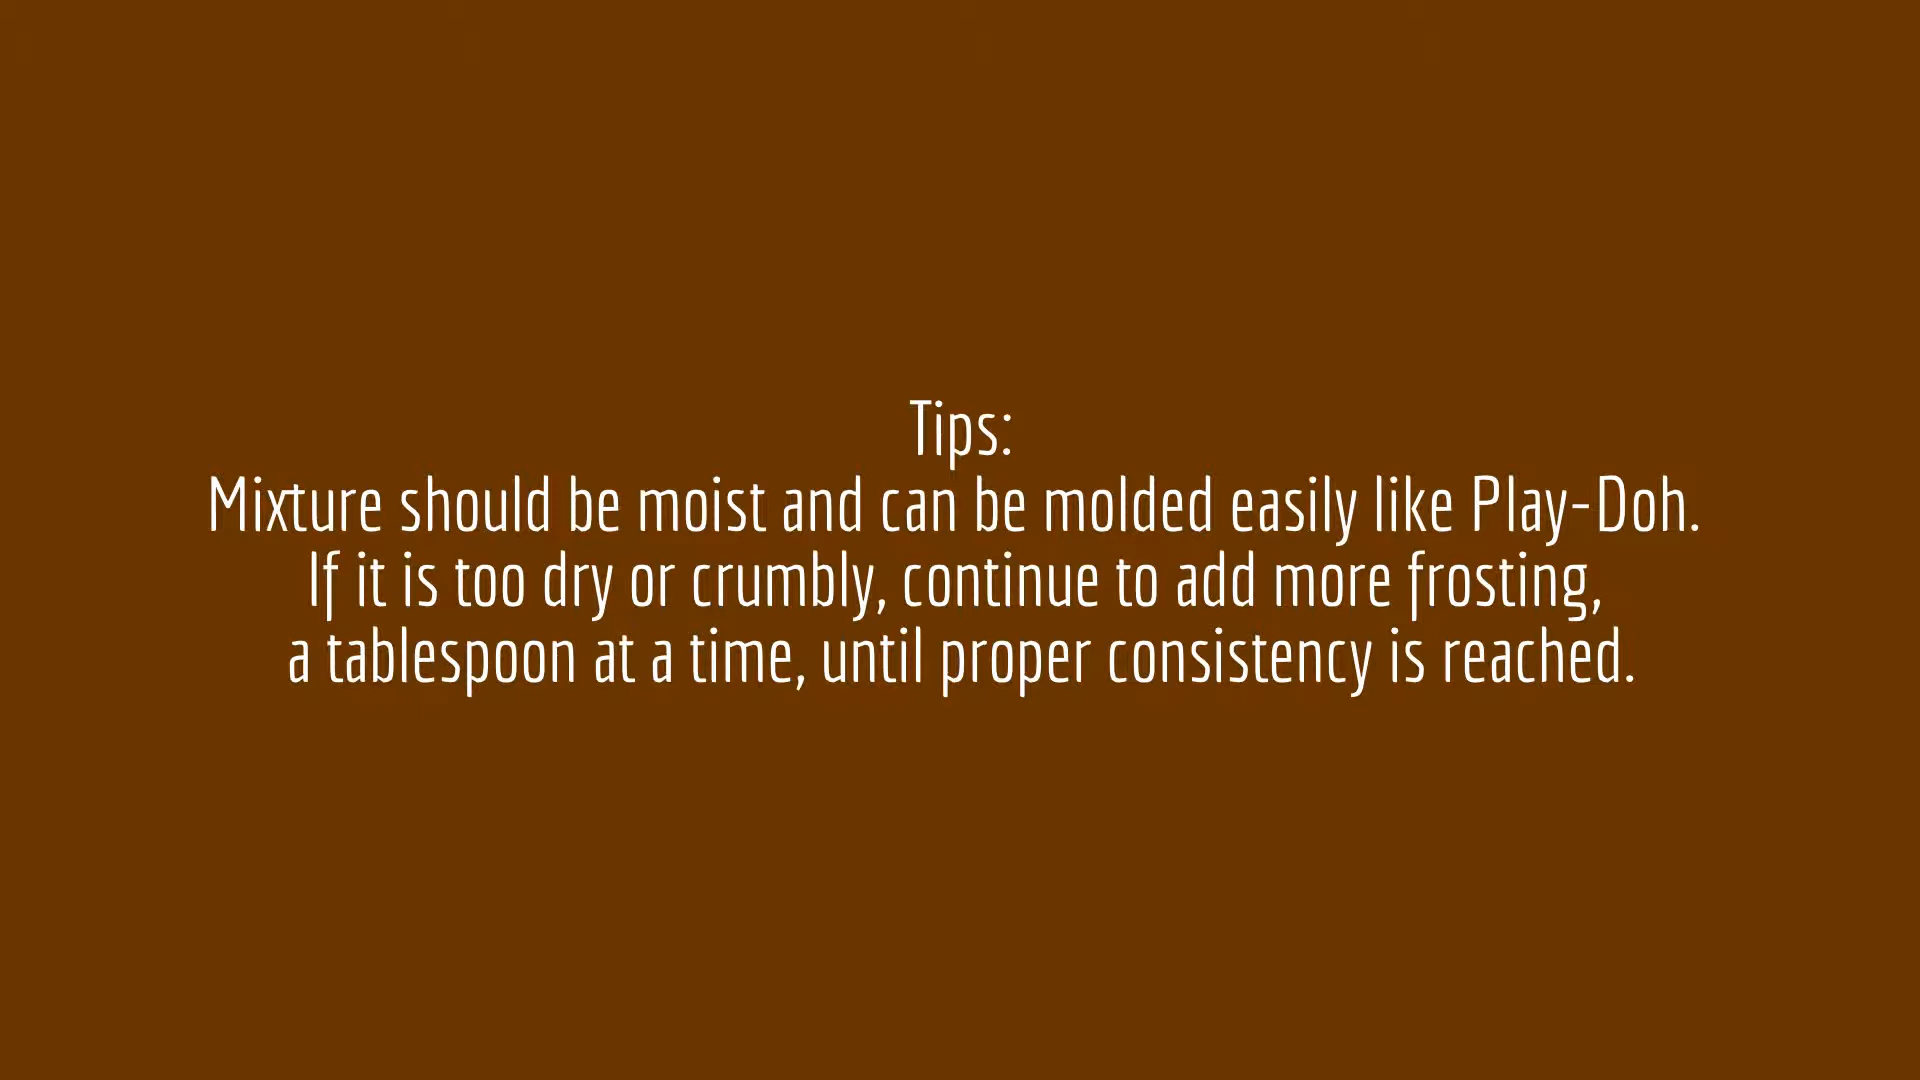 Tips:
Mixture should be moist and can be molded easily like Play-Doh.
If it is too dry or crumbly, continue to add more frosting,
a tablespoon at a time, until proper consistency is reached.